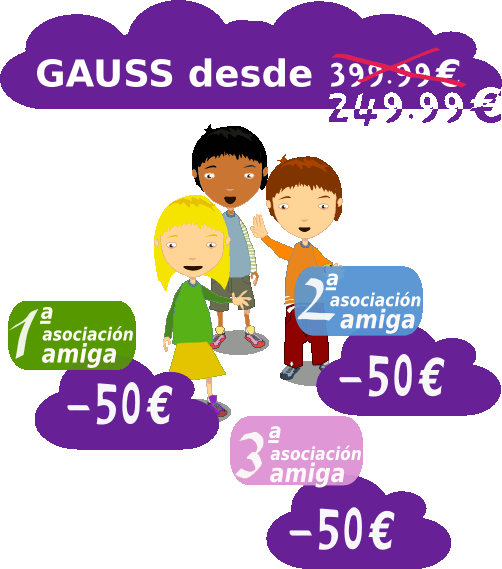 GAUSS desde 399.99€
249.99€
1ª
asociación
amiga
-50€
2ª
asociación
amiga
-50€
3ª
asociación
amiga
-50€